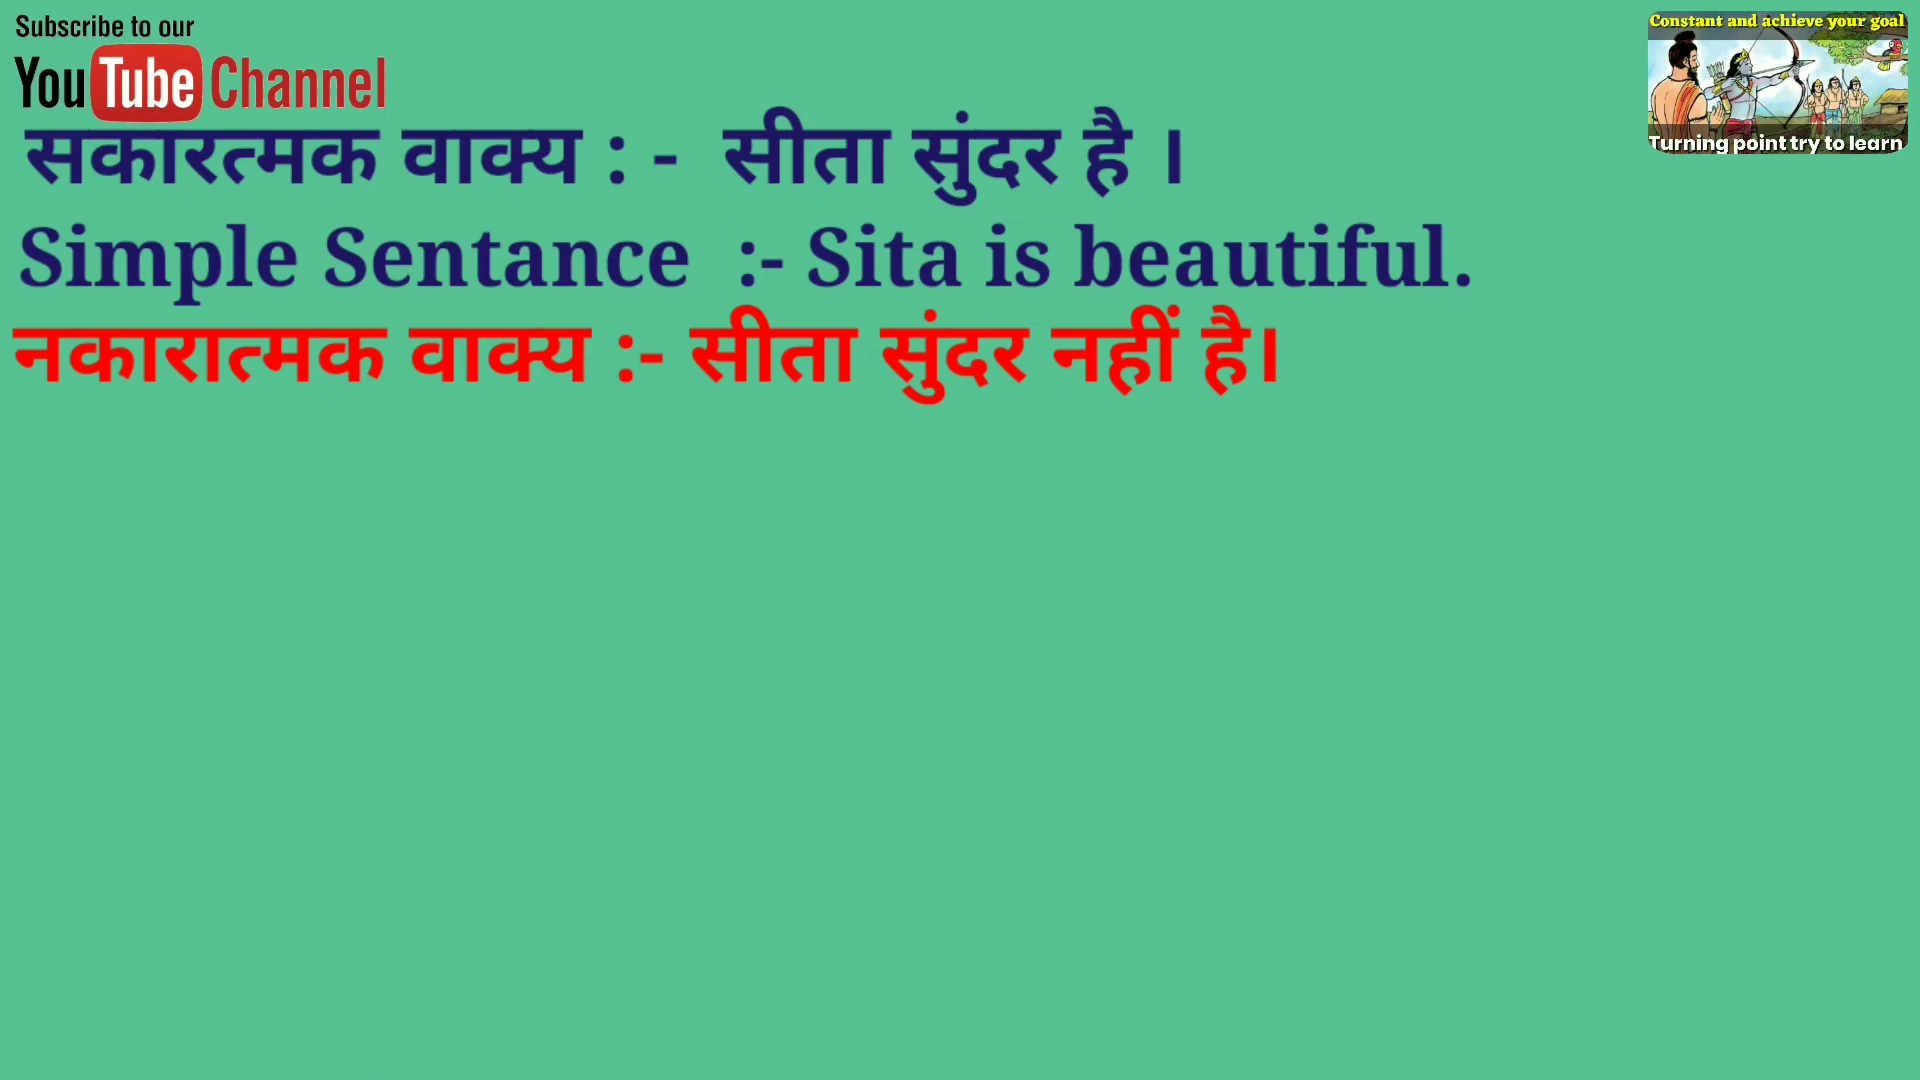 Subscribe to our
YouTube Channel
Constant and achieve your goal
Turning point try to learn
सकारत्मक वाक्य : - सीता सुंदर है ।
Simple Sentance :- Sita is beautiful.
नकारात्मक वाक्य :- सीता सुंदर नहीं है।